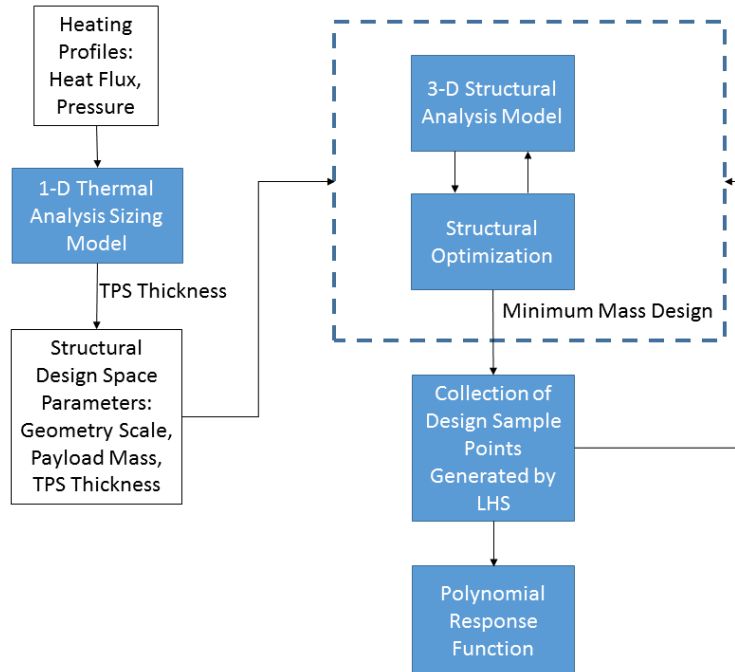 Heating
Profiles:
Heat Flux,
Pressure
1-D Thermal
Analysis Sizing
Model
TPS Thickness
Structural
Design Space
Parameters:
Geometry Scale,
Payload Mass,
TPS Thickness
3-D Structural
Analysis Model
Structural
Optimization
Minimum Mass Design
Collection of
Design Sample
Points
Generated by
LHS
Polynomial
Response
Function